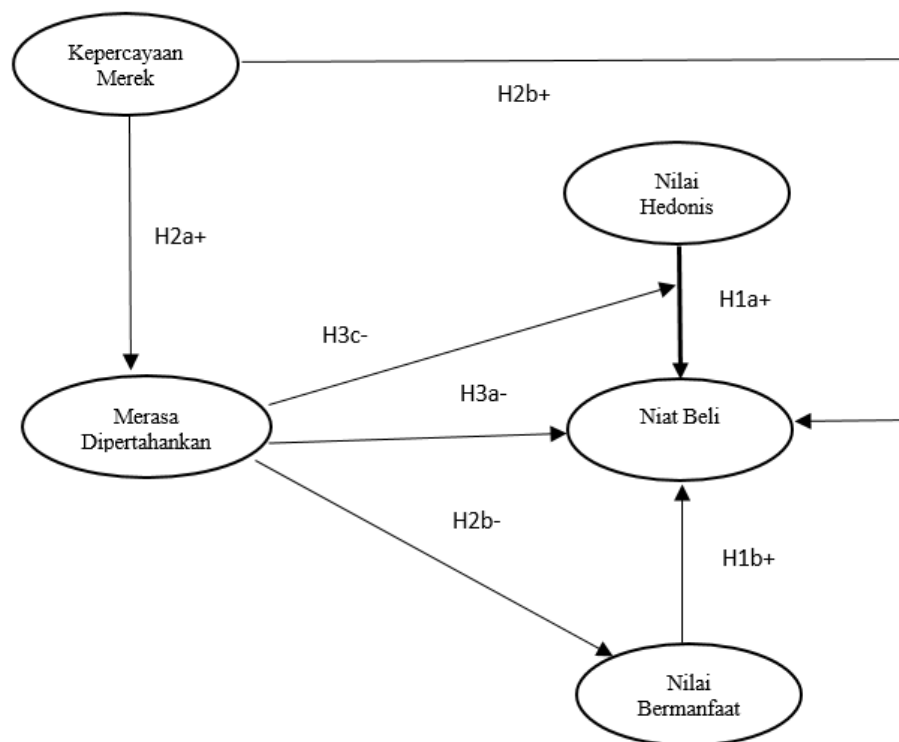 Kepercayaan
Merek
H2b+
Nilai
Hedonis
H2a+
H1a+
H3c-
Merasa
Dipertahankan
H3a-
Niat Beli
H2b-
H1b+
Nilai
Bermanfaat